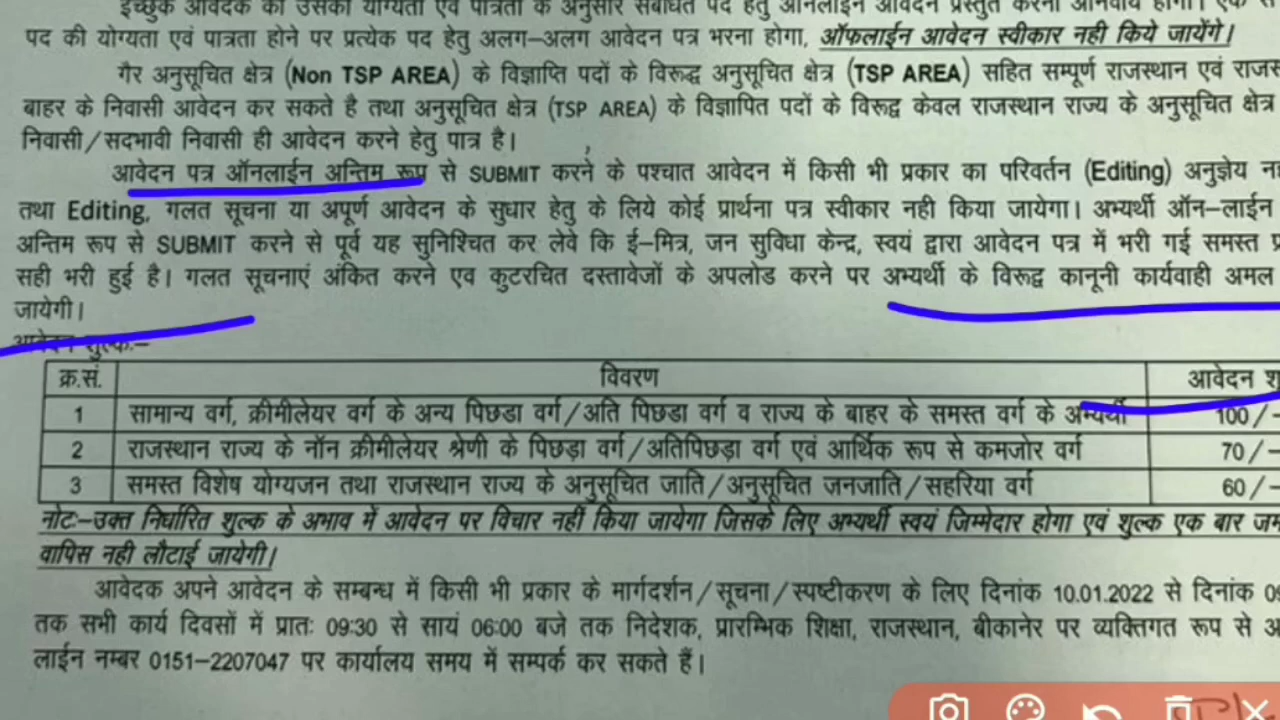 इच्छुक आवेदक को उसकी योग्यता एवं पात्रता के अनुसार संबंधित पद हेतु ऑनलाईन आवेदन प्रस्तुत करना अनिवार्य होगा। एक से
पद की योग्यता एवं पात्रता होने पर प्रत्येक पद हेतु अलग–अलग आवेदन पत्र भरना होगा, ऑफलाईन आवेदन स्वीकार नही किये जायेंगे।
गैर अनुसूचित क्षेत्र (Non TSP AREA) के विज्ञाप्ति पदों के विरूद्ध अनुसूचित क्षेत्र (TSP AREA) सहित सम्पूर्ण राजस्थान एवं राजस
बाहर के निवासी आवेदन कर सकते है तथा अनुसूचित क्षेत्र (TSP AREA) के विज्ञापित पदों के विरूद्व केवल राजस्थान राज्य के अनुसूचित क्षेत्र
निवासी/सदभावी निवासी ही आवेदन करने हेतु पात्र है।
आवेदन पत्र ऑनलाईन अन्तिम रूप से SUBMIT करने के पश्चात आवेदन में किसी भी प्रकार का परिवर्तन (Editing) अनुज्ञेय
तथा Editing, गलत सूचना या अपूर्ण आवेदन के सुधार हेतु के लिये कोई प्रार्थना पत्र स्वीकार नही किया जायेगा। अभ्यर्थी ऑन–लाईन
अन्तिम रूप से SUBMIT करने से पूर्व यह सुनिश्चित कर लेवे कि ई–मित्र, जन सुविधा केन्द्र, स्वयं द्वारा आवेदन पत्र में भरी गई समस्त
सही भरी हुई है। गलत सूचनाएं अंकित करने एव कुटरचित दस्तावेजों के अपलोड करने पर अभ्यर्थी के विरूद्व कानूनी कार्यवाही अमल
जायेगी।
आवेदन शुल्कः–
क्र.सं. विवरण आवेदन
1 सामान्य वर्ग, क्रीमीलेयर वर्ग के अन्य पिछडा वर्ग/अति पिछडा वर्ग व राज्य के बाहर के समस्त वर्ग के अभ्यर्थी 100/–
2 राजस्थान राज्य के नॉन क्रीमीलेयर श्रेणी के पिछड़ा वर्ग/अतिपिछड़ा वर्ग एवं आर्थिक रूप से कमजोर वर्ग 70/–
3 समस्त विशेष योग्यजन तथा राजस्थान राज्य के अनुसूचित जाति/अनुसूचित जनजाति/सहरिया वर्ग 60/–
नोटः–उक्त निर्धारित शुल्क के अभाव में आवेदन पर विचार नहीं किया जायेगा जिसके लिए अभ्यर्थी स्वयं जिम्मेदार होगा एवं शुल्क एक बार
वापिस नही लौटाई जायेगी।
आवेदक अपने आवेदन के सम्बन्ध में किसी भी प्रकार के मार्गदर्शन/सूचना/स्पष्टीकरण के लिए दिनांक 10.01.2022 से दिनांक
तक सभी कार्य दिवसों में प्रातः 09:30 से सायं 06:00 बजे तक निदेशक, प्रारम्भिक शिक्षा, राजस्थान, बीकानेर पर व्यक्तिगत रूप से
लाईन नम्बर 0151–2207047 पर कार्यालय समय में सम्पर्क कर सकते हैं।